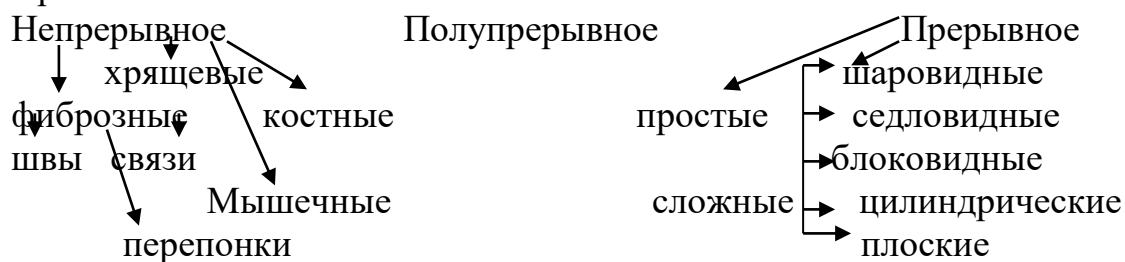 Непрерывное Полупрерывное Прерывное
хрящевые шаровидные
фиброзные костные простые седловидные
швы связи блоковидные
Мышечные сложные цилиндрические
перепонки плоские